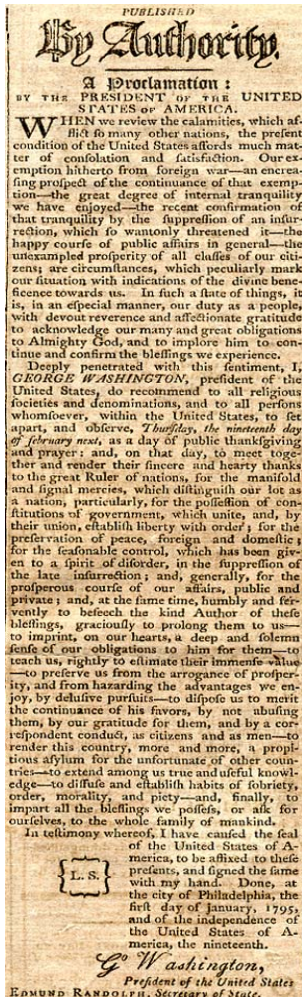 PUBLISHED
By Authority.
A Proclamation:
BY THE PRESIDENT OF THE UNITED
STATES OF AMERICA.
WHEN we review the calamities, which af-
flict ſo many other nations, the preſent
condition of the United States affords much mat-
ter of conſolation and ſatisfaction. Our ex-
emption hitherto from foreign war—an encrea-
ſing proſpect of the continuance of that exemp-
tion—the great degree of internal tranquility
we have enjoyed—the recent confirmation of
that tranquility by the ſuppreſſion of an inſur-
rection, which ſo wantonly threatened it—the
happy courſe of public affairs in general—the
unexampled proſperity of all claſſes of our citi-
zens; are circumſtances, which peculiarly mark
our ſituation with indications of the divine bene-
ficence towards us. In ſuch a ſtate of things, it
is, in an eſpecial manner, our duty as a people,
with devout reverence and affectionate gratitude
to acknowledge our many and great obligations
to Almighty God, and to implore him to con-
tinue and confirm the bleſſings we experience.
Deeply penetrated with this ſentiment, I,
GEORGE WASHINGTON, preſident of the
United States, do recommend to all religious
ſocieties and denominations, and to all perſons
whomſoever, within the United States, to ſet
apart, and obſerve, Thurſday, the nineteenth day
of february next, as a day of public thankſgiving
and prayer: and, on that day, to meet toge-
ther and render their ſincere and hearty thanks
to the great Ruler of nations, for the manifold
and ſignal mercies, which diſtinguiſh our lot as
a nation, particularly, for the poſſeſſion of con-
ſtitutions of government, which unite, and, by
their union, eſtabliſh liberty with order; for the
preſervation of peace, foreign and domeſtic;
for the ſeaſonable control, which has been giv-
en to a ſpirit of diſorder, in the ſuppreſſion of
the late inſurrection; and, generally, for the
proſperous courſe of our affairs, public and
private; and, at the ſame time, humbly and fer-
vently to beſeech the kind Author of theſe
bleſſings, graciouſly to prolong them to us—
to imprint, on our hearts, a deep and ſolemn
ſenſe of our obligations to him for them—to
teach us, rightly to eſtimate their immenſe value
—to preſerve us from the arrogance of proſper-
ity, and from hazarding the advantages we en-
joy, by deluſive purſuits—to diſpoſe us to merit
the continuance of his favors, by not abuſing
them, by our gratitude for them, and by a cor-
reſpondent conduct, as citizens and as men—to
render this country, more and more, a propi-
tious aſylum for the unfortunate of other coun-
tries—to extend among us true and uſeful knowl-
edge—to diffuſe and eſtabliſh habits of ſobriety,
order, morality, and piety—and, finally, to
impart all the bleſſings we poſſeſs, or aſk for
ourſelves, to the whole family of mankind.
In teſtimony whereof, I have cauſed the ſeal
of the United States of A-
merica, to be affixed to theſe
L. S. preſents, and ſigned the ſame
with my hand. Done, at
the city of Philadelphia, the
firſt day of january, 1795,
and of the independence of
the United States of A-
merica, the nineteenth.
Go Waſhington,
Preſident of the United States
EDMUND RANDOLPH, Secretary of State.